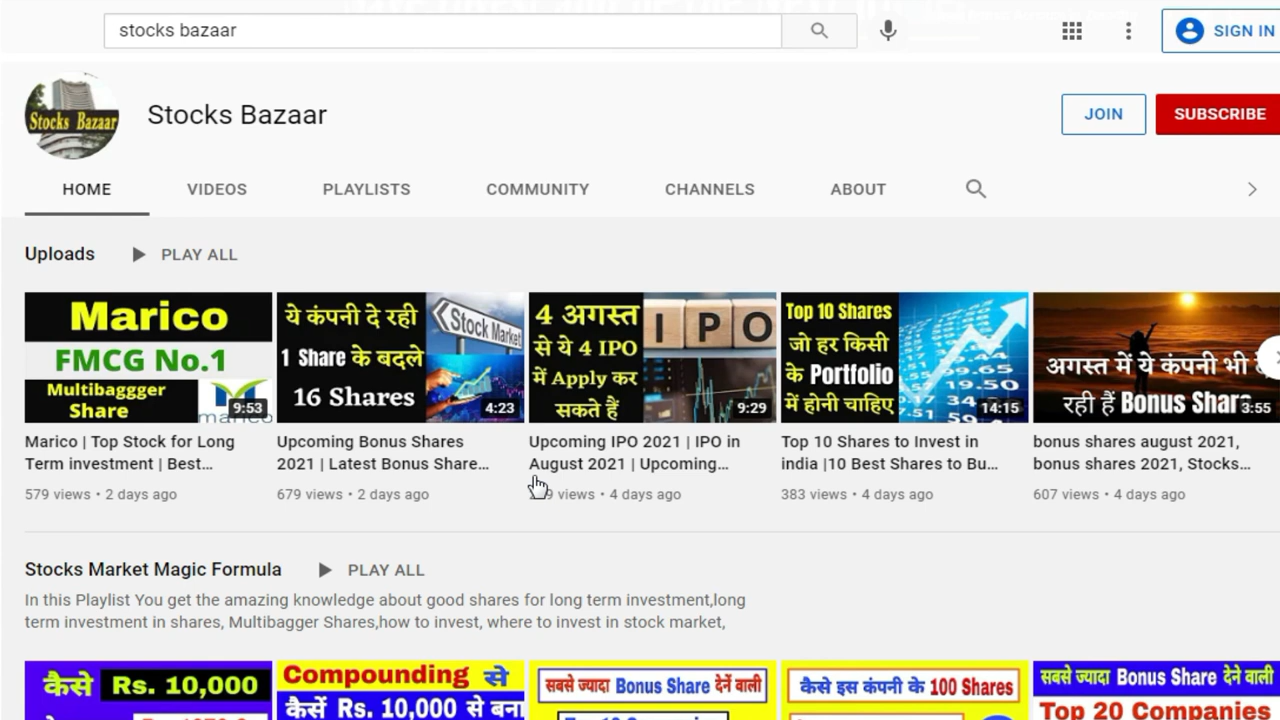 stocks bazaar
SIGN IN
Stocks Bazaar
Stocks Bazaar
JOIN
SUBSCRIBE
HOME
VIDEOS
PLAYLISTS
COMMUNITY
CHANNELS
ABOUT
Uploads
PLAY ALL
Marico
FMCG No.1
Multibaggger
Share
marico
9:53
Marico | Top Stock for Long
Term investment | Best...
579 views • 2 days ago
ये कंपनी दे रही
1 Share के बदले
16 Shares
Stock Market
4:23
Upcoming Bonus Shares
2021 | Latest Bonus Share...
679 views • 2 days ago
4 अगस्त
से ये 4 IPO
में Apply कर
सकते हैं
IPO
9:29
Upcoming IPO 2021 | IPO in
August 2021 | Upcoming...
views • 4 days ago
Top 10 Shares
जो हर किसी
के Portfolio
में होनी चाहिए
99.65
19.50
14:15
Top 10 Shares to Invest in
india |10 Best Shares to Bu...
383 views • 4 days ago
अगस्त में ये कंपनी भी
रही हैं Bonus Share
3:55
bonus shares august 2021,
bonus shares 2021, Stocks...
607 views • 4 days ago
Stocks Market Magic Formula
PLAY ALL
In this Playlist You get the amazing knowledge about good shares for long term investment,long
term investment in shares, Multibagger Shares,how to invest, where to invest in stock market,
कैसे Rs. 10,000
Compounding से
कैसें Rs. 10,000 से बना
सबसे ज्यादा Bonus Share देनें वाली
कैसे इस कंपनी के 100 Shares
सबसे ज्यादा Bonus Share देने वाली
Top 20 Companies